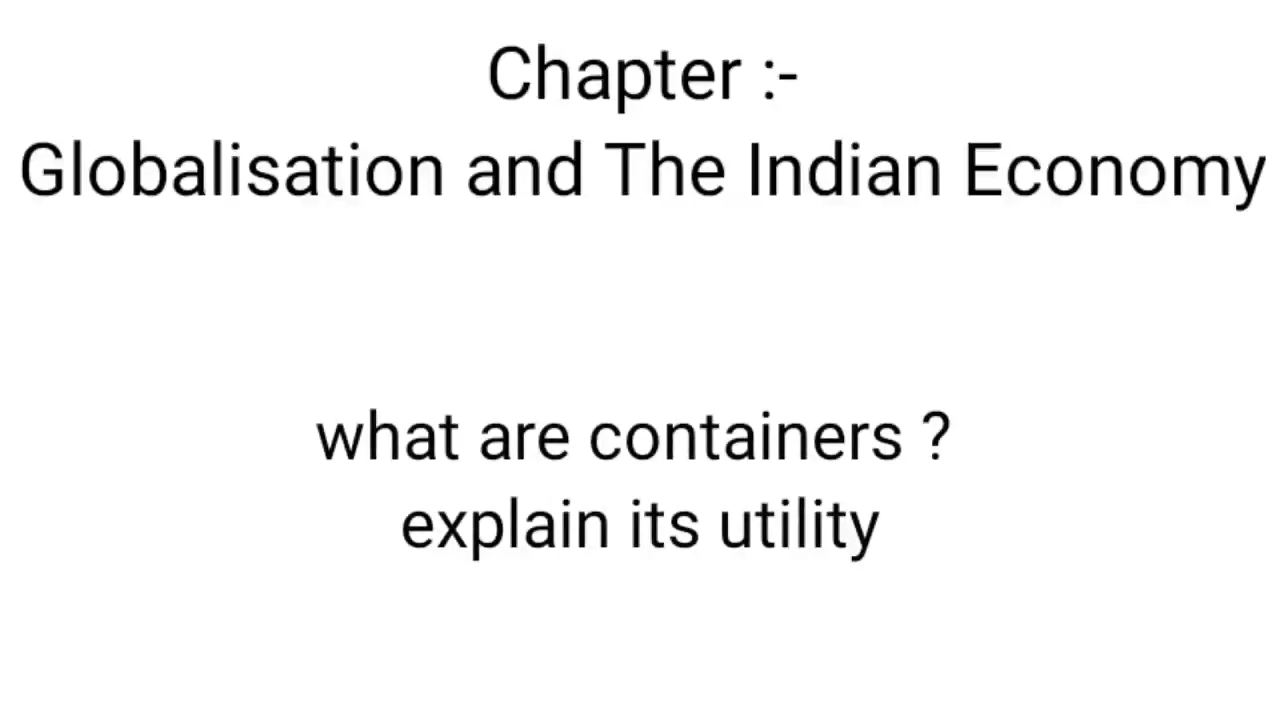 Chapter :-
Globalisation and The Indian Economy
what are containers ?
explain its utility